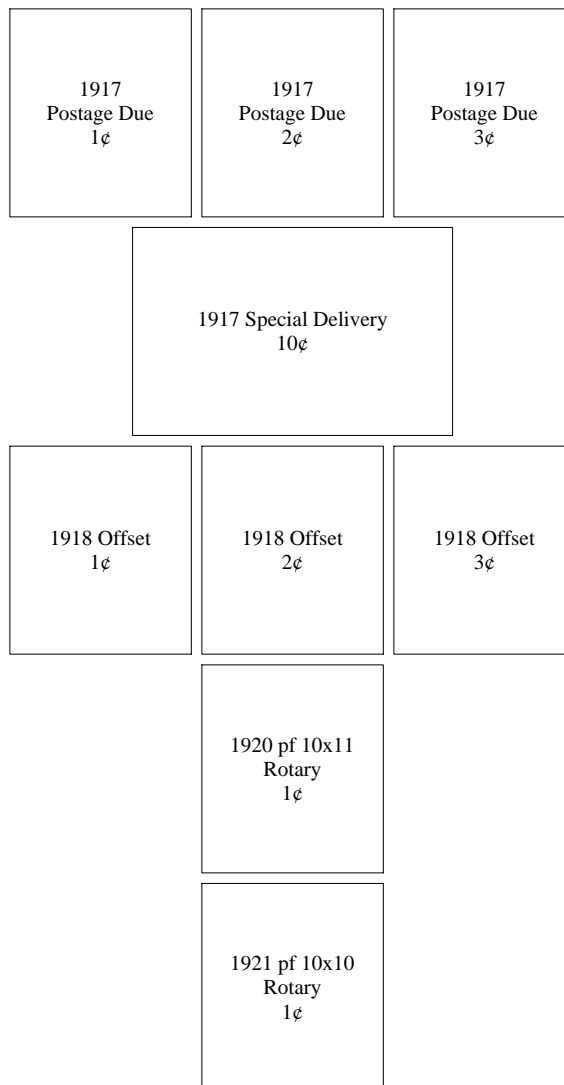 1917
Postage Due
1¢
1917
Postage Due
2¢
1917
Postage Due
3¢
1917 Special Delivery
10¢
1918 Offset
1¢
1918 Offset
2¢
1918 Offset
3¢
1920 pf 10x11
Rotary
1¢
1921 pf 10x10
Rotary
1¢